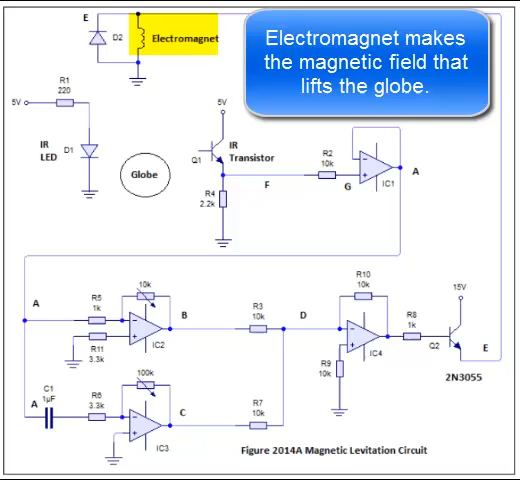 E
D2
Electromagnet
Electromagnet makes
the magnetic field that
lifts the globe.
R1
220
5V
5V
IR
LED
D1
Globe
Q1
IR
Transistor
R4
2.2k
F
R2
10k
G
IC1
A
A
R5
1k
10k
R11
3.3k
IC2
B
R3
10k
D
R10
10k
R8
1k
15V
Q2
E
2N3055
R9
10k
IC4
A
C1
1µF
R6
3.3k
100k
IC3
C
R7
10k
Figure 2014A Magnetic Levitation Circuit